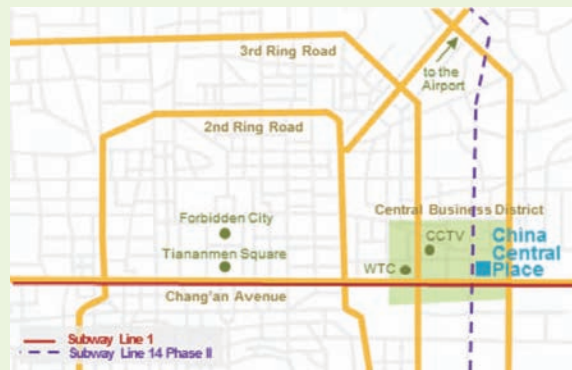 3rd Ring Road
to the
Airport
2nd Ring Road
Central Business District
Forbidden City
CCTV
China
Central
Place
Tiananmen Square
WTC
Chang'an Avenue
Subway Line 1
Subway Line 14 Phase II